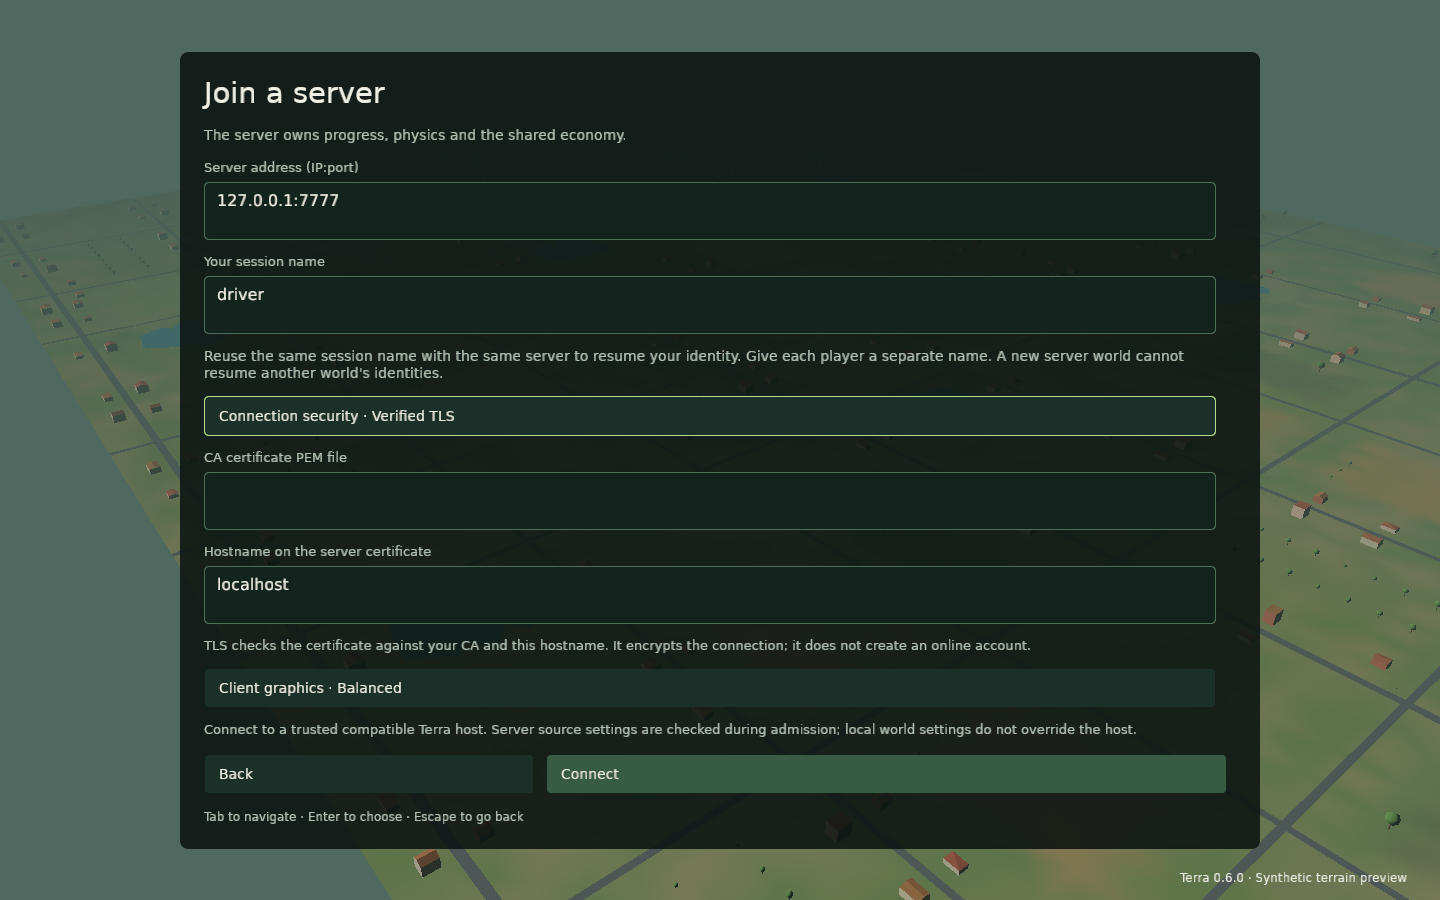 Join a server
The server owns progress, physics and the shared economy.
Server address (IP:port)
127.0.0.1:7777
Your session name
driver
Reuse the same session name with the same server to resume your identity. Give each player a separate name. A new server world cannot
resume another world's identities.
Connection security · Verified TLS
CA certificate PEM file
Hostname on the server certificate
localhost
TLS checks the certificate against your CA and this hostname. It encrypts the connection; it does not create an online account.
Client graphics · Balanced
Connect to a trusted compatible Terra host. Server source settings are checked during admission; local world settings do not override the host.
Back
Connect
Tab to navigate · Enter to choose · Escape to go back
Terra 0.6.0 · Synthetic terrain preview